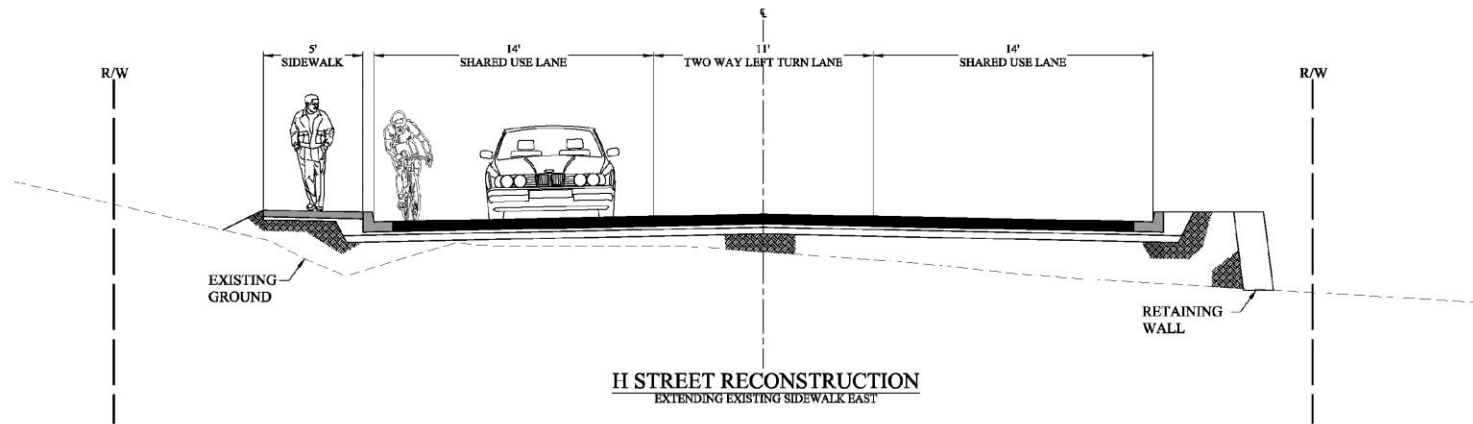 ℄
5'
SIDEWALK
14'
SHARED USE LANE
11'
TWO WAY LEFT TURN LANE
14'
SHARED USE LANE
R/W
R/W
EXISTING
GROUND
RETAINING
WALL
H STREET RECONSTRUCTION
EXTENDING EXISTING SIDEWALK EAST